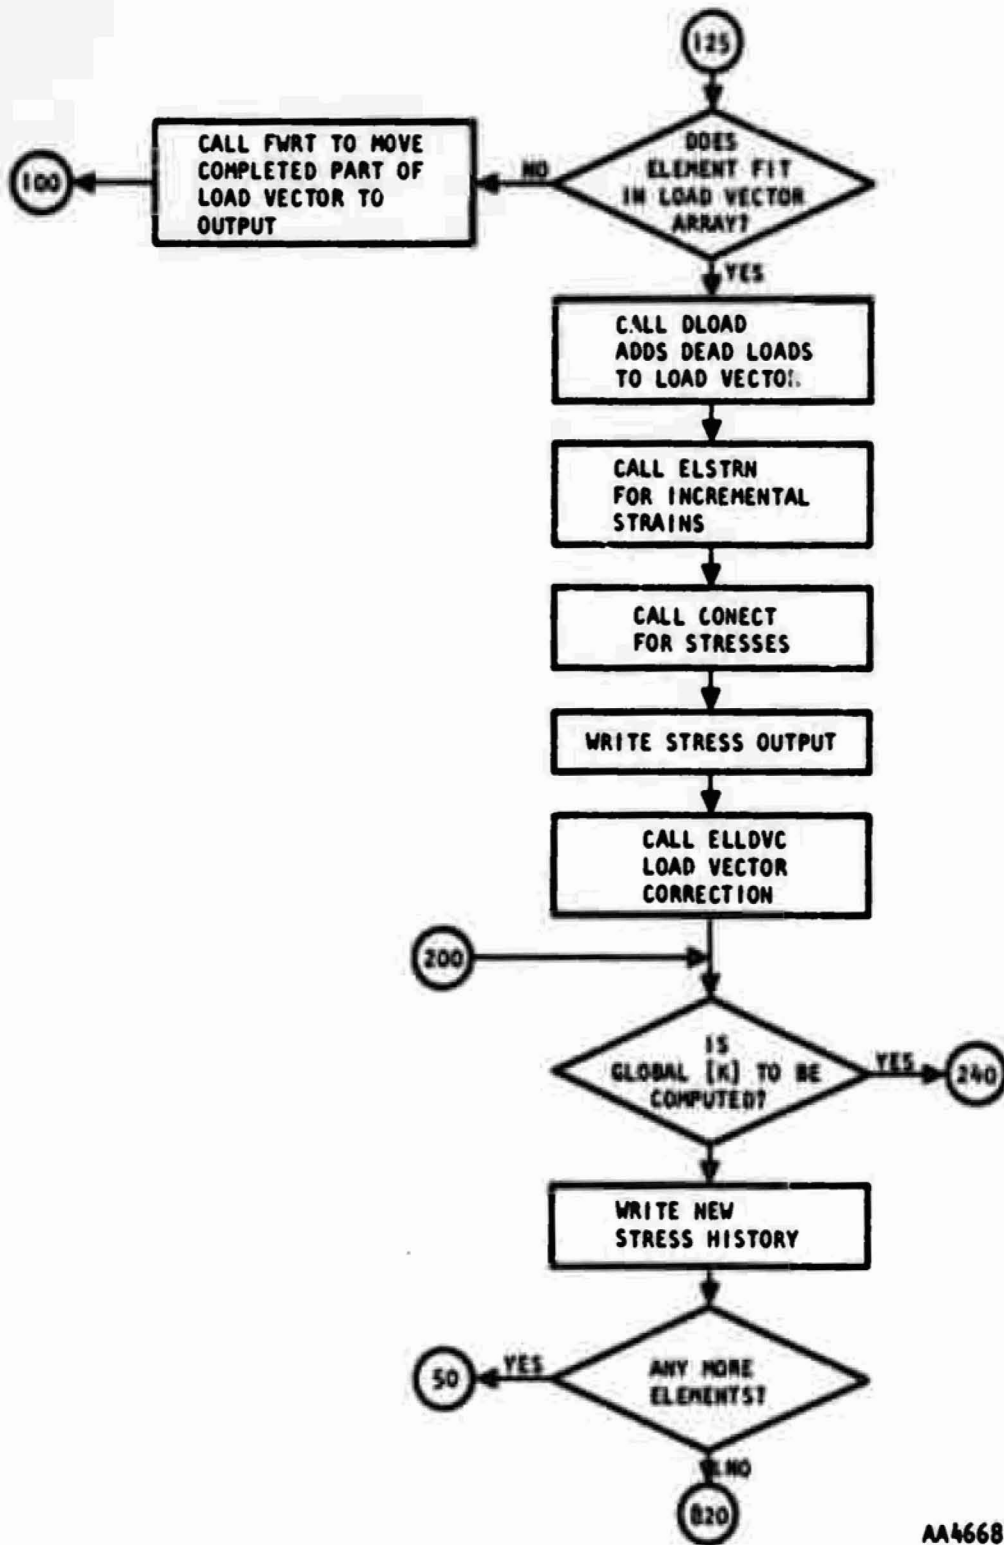 125
DOES
ELEMENT FIT
IN LOAD VECTOR
ARRAY?
NO
CALL FWRT TO MOVE
COMPLETED PART OF
LOAD VECTOR TO
OUTPUT
100
YES
CALL DLOAD
ADDS DEAD LOADS
TO LOAD VECTOR
CALL ELSTRN
FOR INCREMENTAL
STRAINS
CALL CONECT
FOR STRESSES
WRITE STRESS OUTPUT
CALL ELLDVC
LOAD VECTOR
CORRECTION
200
IS
GLOBAL [K] TO BE
COMPUTED?
YES
240
WRITE NEW
STRESS HISTORY
ANY MORE
ELEMENTS?
YES
50
NO
820
AA4668